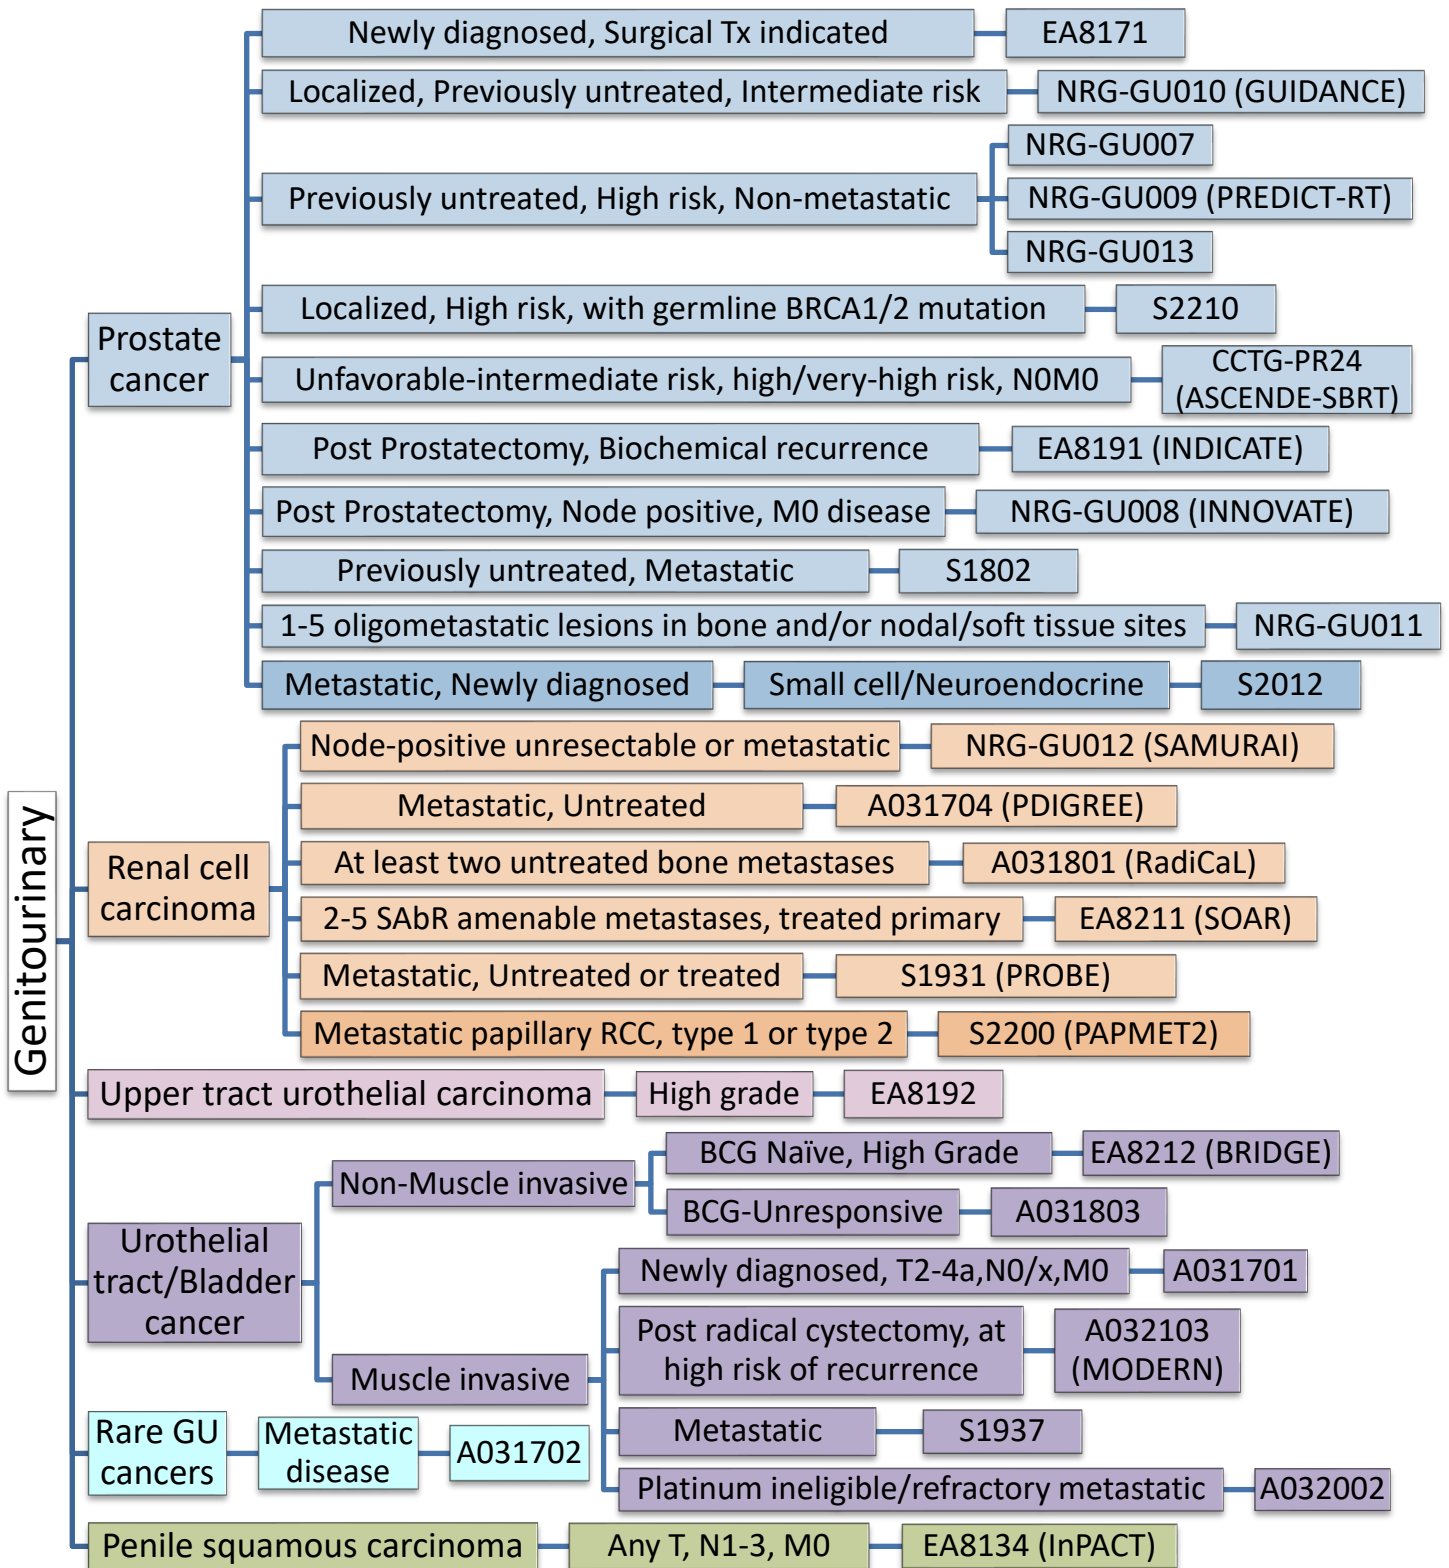 Genitourinary
Prostate
cancer
Newly diagnosed, Surgical Tx indicated
EA8171
Localized, Previously untreated, Intermediate risk
NRG-GU010 (GUIDANCE)
Previously untreated, High risk, Non-metastatic
NRG-GU007
NRG-GU009 (PREDICT-RT)
NRG-GU013
Localized, High risk, with germline BRCA1/2 mutation
S2210
Unfavorable-intermediate risk, high/very-high risk, N0M0
CCTG-PR24
(ASCENDE-SBRT)
Post Prostatectomy, Biochemical recurrence
EA8191 (INDICATE)
Post Prostatectomy, Node positive, M0 disease
NRG-GU008 (INNOVATE)
Previously untreated, Metastatic
S1802
1-5 oligometastatic lesions in bone and/or nodal/soft tissue sites
NRG-GU011
Metastatic, Newly diagnosed
Small cell/Neuroendocrine
S2012
Renal cell
carcinoma
Node-positive unresectable or metastatic
NRG-GU012 (SAMURAI)
Metastatic, Untreated
A031704 (PDIGREE)
At least two untreated bone metastases
A031801 (RadiCaL)
2-5 SAbR amenable metastases, treated primary
EA8211 (SOAR)
Metastatic, Untreated or treated
S1931 (PROBE)
Metastatic papillary RCC, type 1 or type 2
S2200 (PAPMET2)
Upper tract urothelial carcinoma
High grade
EA8192
Urothelial
tract/Bladder
cancer
Non-Muscle invasive
BCG Naïve, High Grade
EA8212 (BRIDGE)
BCG-Unresponsive
A031803
Muscle invasive
Newly diagnosed, T2-4a,N0/x,M0
A031701
Post radical cystectomy, at
high risk of recurrence
A032103
(MODERN)
Metastatic
S1937
Platinum ineligible/refractory metastatic
A032002
Rare GU
cancers
Metastatic
disease
A031702
Penile squamous carcinoma
Any T, N1-3, M0
EA8134 (InPACT)